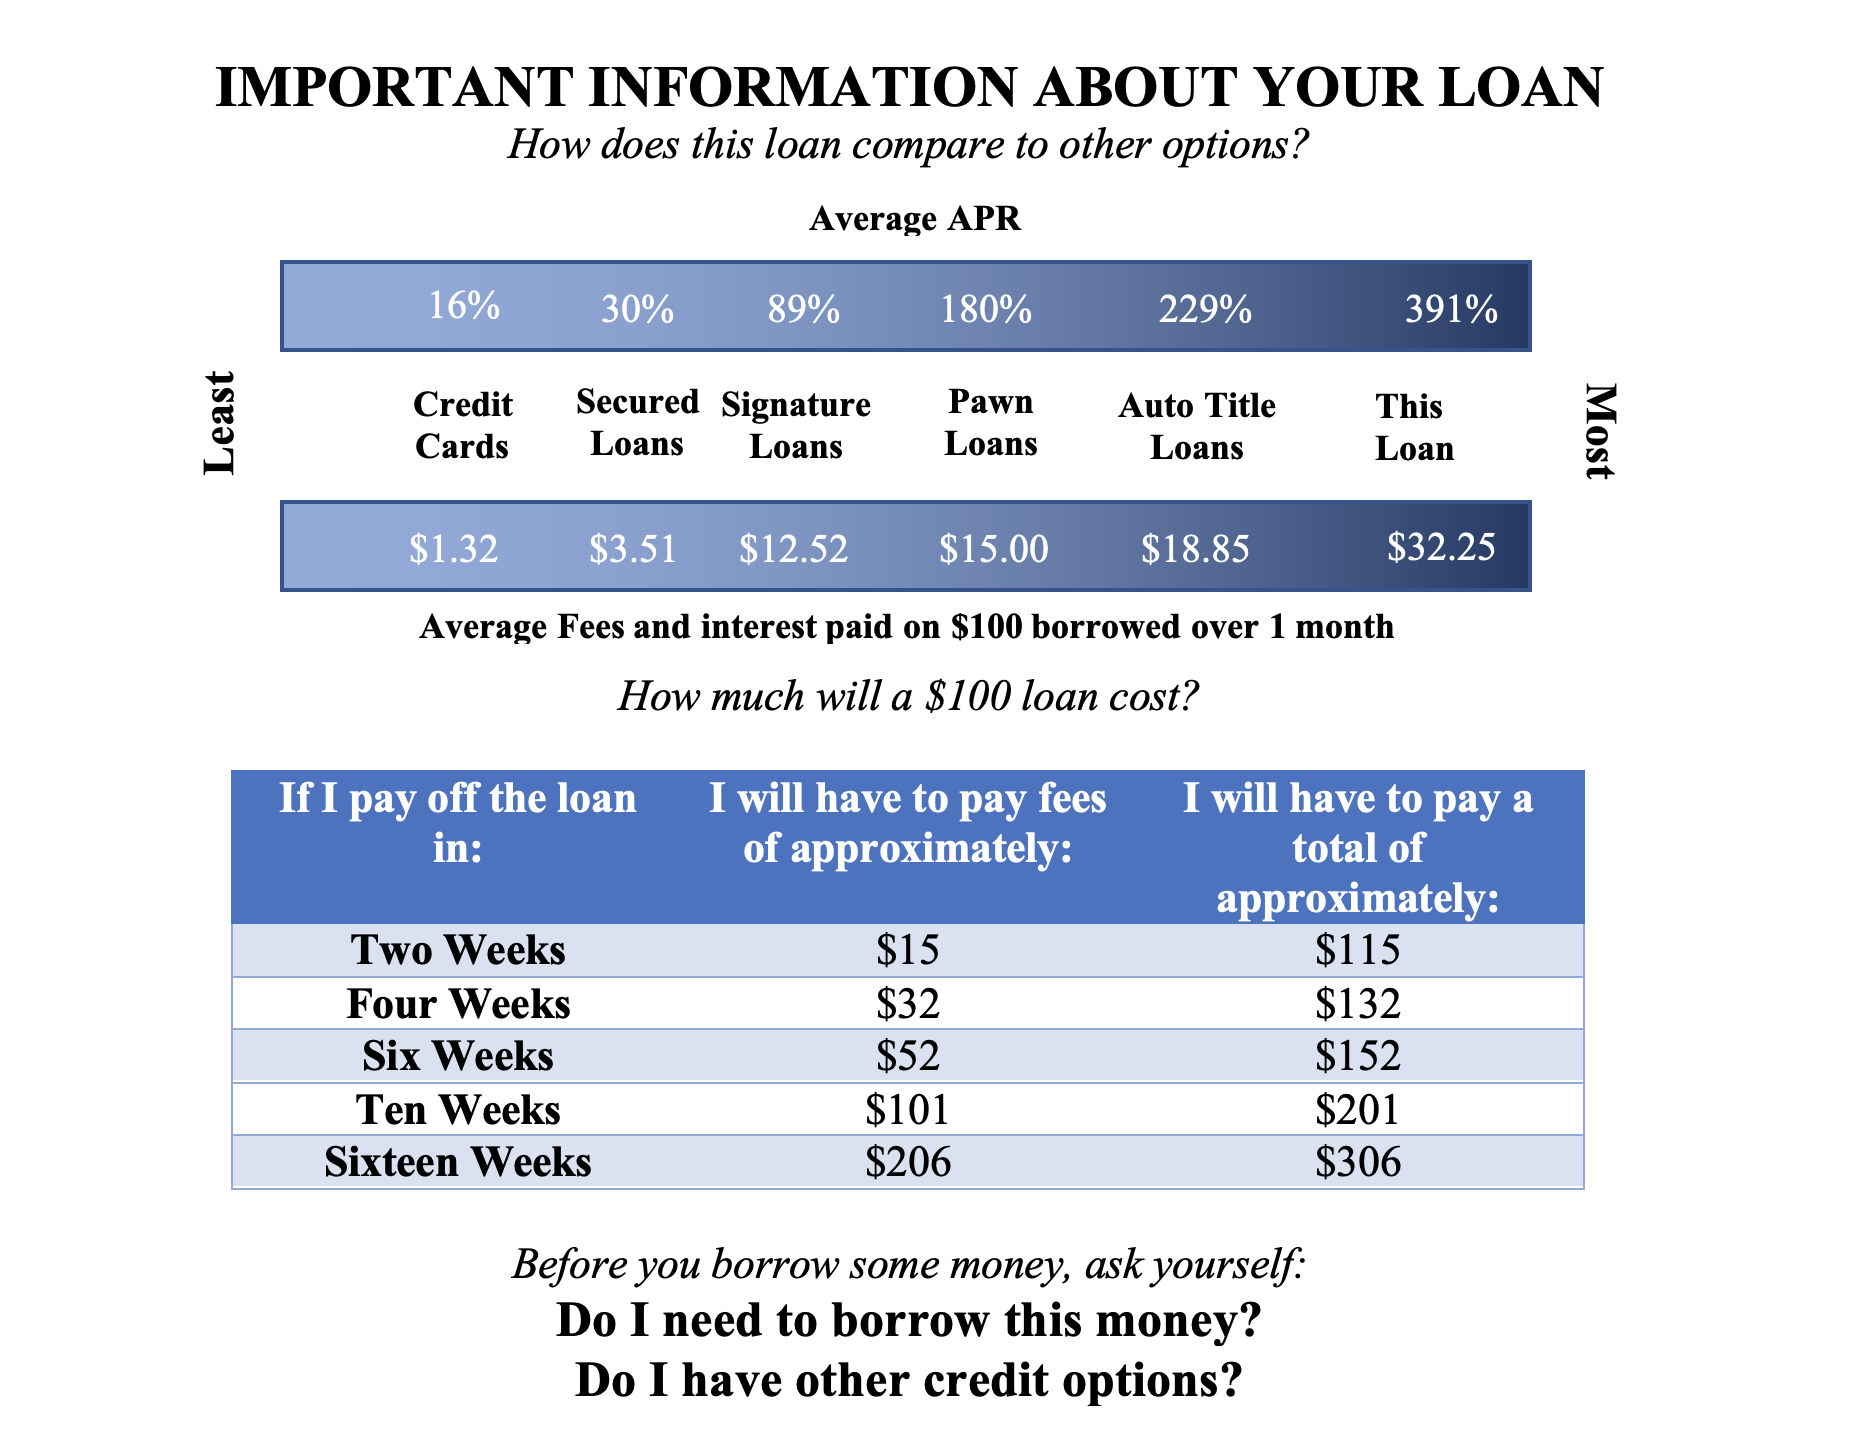 IMPORTANT INFORMATION ABOUT YOUR LOAN
How does this loan compare to other options?
Average APR
16% 30% 89% 180% 229% 391%
Least
Credit Secured Signature Pawn Auto Title This
Cards Loans Loans Loans Loans Loan
Most
$1.32 $3.51 $12.52 $15.00 $18.85 $32.25
Average Fees and interest paid on $100 borrowed over 1 month
How much will a $100 loan cost?
If I pay off the loan I will have to pay fees I will have to pay a
in: of approximately: total of
approximately:
Two Weeks $15 $115
Four Weeks $32 $132
Six Weeks $52 $152
Ten Weeks $101 $201
Sixteen Weeks $206 $306
Before you borrow some money, ask yourself:
Do I need to borrow this money?
Do I have other credit options?